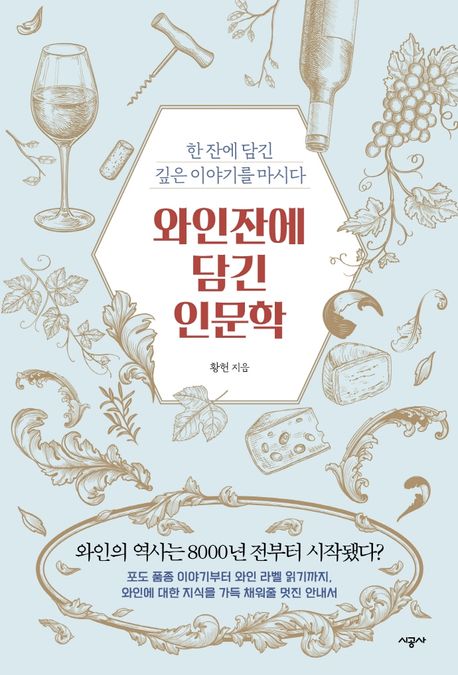 한 잔에 담긴
깊은 이야기를 마시다
와인잔에
담긴
인문학
황헌 지음
와인의 역사는 8000년 전부터 시작됐다?
포도 품종 이야기부터 와인 라벨 읽기까지,
와인에 대한 지식을 가득 채워줄 멋진 안내서
시공사